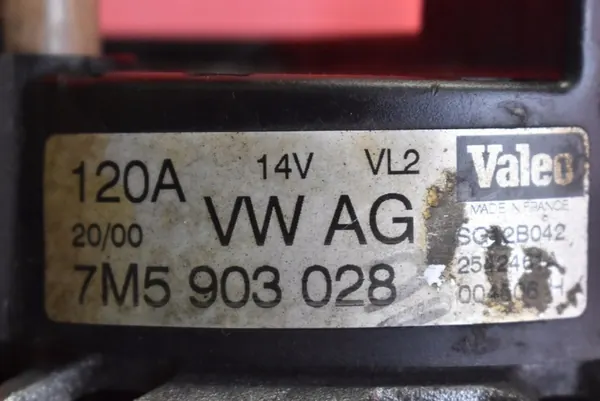 120A 14V VL2
20/00 VW AG
7M5 903 028
Valeo
MADE IN FRANCE